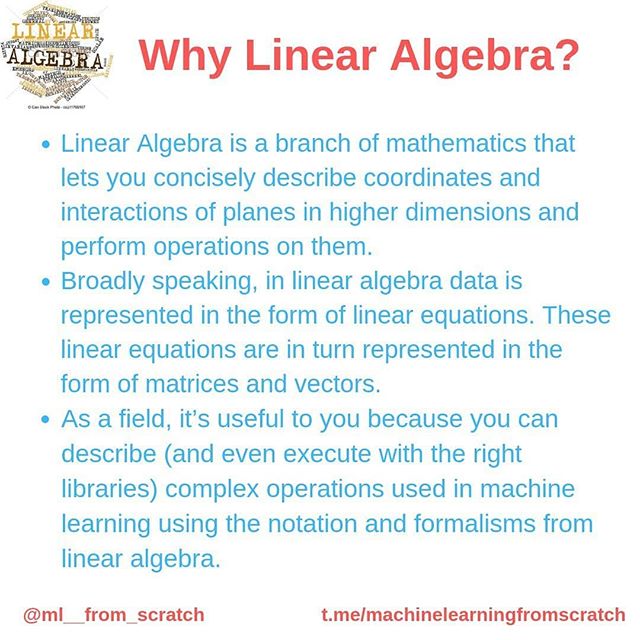 LINEAR
ALGEBRA
Why Linear Algebra?
• Linear Algebra is a branch of mathematics that
lets you concisely describe coordinates and
interactions of planes in higher dimensions and
perform operations on them.
• Broadly speaking, in linear algebra data is
represented in the form of linear equations. These
linear equations are in turn represented in the
form of matrices and vectors.
• As a field, it’s useful to you because you can
describe (and even execute with the right
libraries) complex operations used in machine
learning using the notation and formalisms from
linear algebra.
@ml__from_scratch
t.me/machinelearningfromscratch